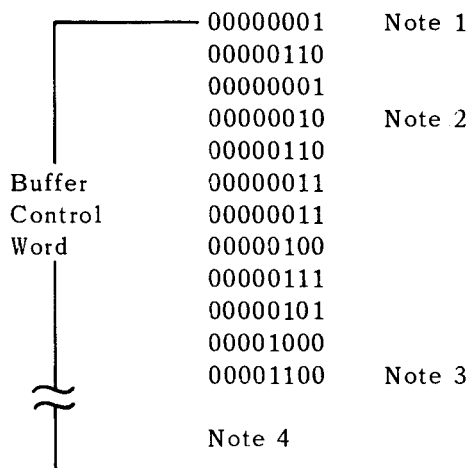 00000001 Note 1
00000110
00000001
00000010 Note 2
00000110
Buffer 00000011
Control 00000011
Word 00000100
00000111
00000101
00001000
00001100 Note 3
Note 4